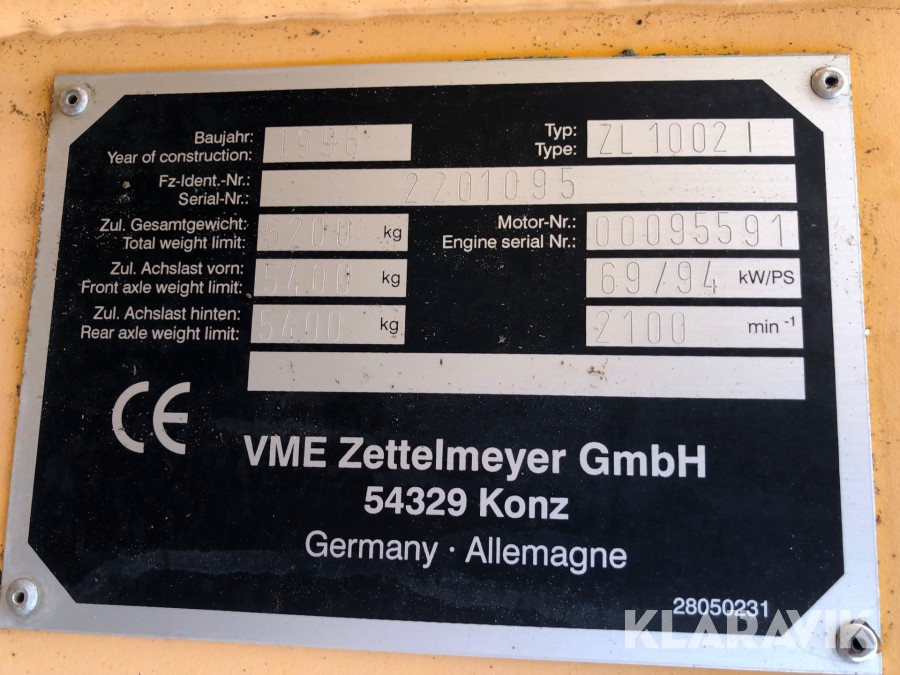 Baujahr: 1996 Typ: ZL 1002 I
Year of construction: Type:
Fz-Ident.-Nr.: 2201095
Serial-Nr.:
Zul. Gesamtgewicht: kg Motor-Nr.: 00095591
Total weight limit: Engine serial Nr.:
Zul. Achslast vorn: 5400 kg 69/94 kW/PS
Front axle weight limit:
Zul. Achslast hinten: 5400 kg 2100 min -1
Rear axle weight limit:
CE
VME Zettelmeyer GmbH
54329 Konz
Germany · Allemagne
28050231
KLARAVIK